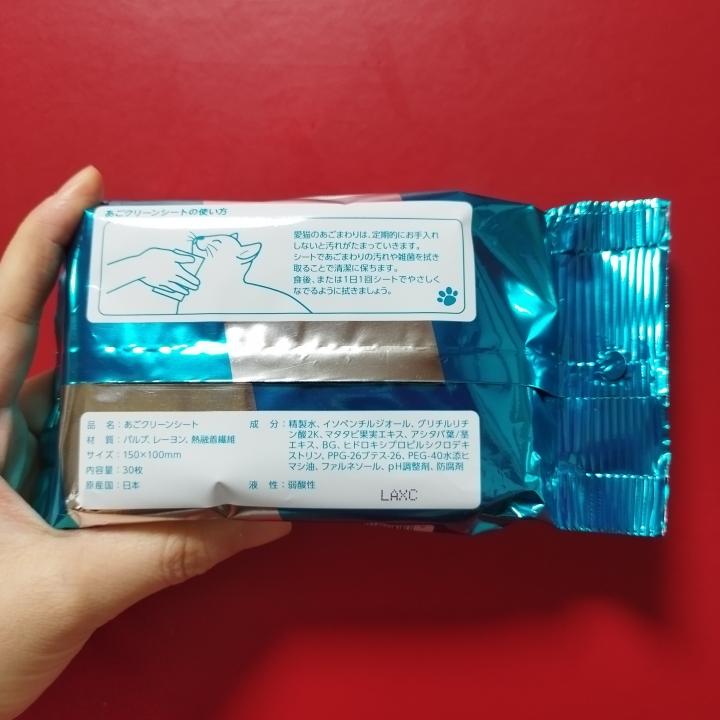 あごクリーンシートの使い方
愛猫のあごまわりは、定期的にお手入れ
しないと汚れがたまっていきます。
シートであごまわりの汚れや雑菌を拭き
取ることで清潔に保ちます。
食後、または1日1回シートでやさしく
なでるように拭きましょう。
品　名：あごクリーンシート
材　質：パルプ、レーヨン、熱融着繊維
サイズ：150×100mm
内容量：30枚
原産国：日本
成　分：精製水、イソペンチルジオール、グリチルリチ
ン酸2K、マタタビ果実エキス、アシタバ葉/茎
エキス、BG、ヒドロキシプロピルシクロデキ
ストリン、PPG-26ブテス-26、PEG-40水添ヒ
マシ油、ファルネソール、pH調整剤、防腐剤
液　性：弱酸性
LAXC